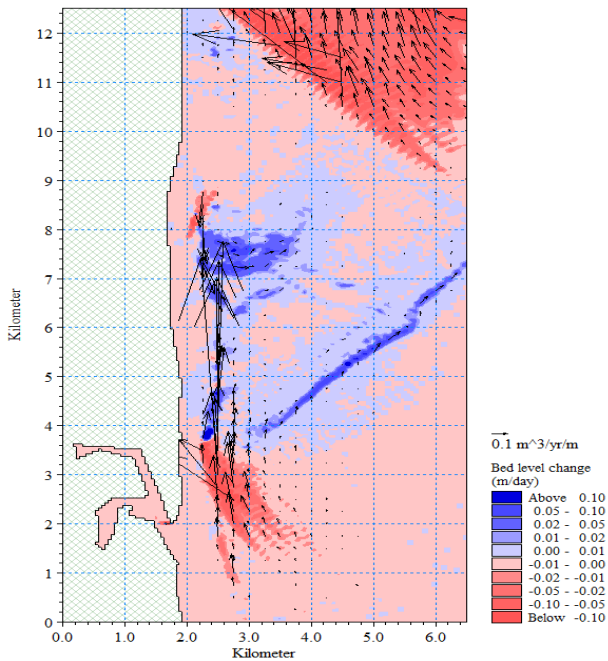 12
11
10
9
8
7
6
5
4
3
2
1
0
Kilometer
0.0 1.0 2.0 3.0 4.0 5.0 6.0
Kilometer
0.1 m^3/yr/m
Bed level change
(m/day)
Above 0.10
0.05 - 0.10
0.02 - 0.05
0.01 - 0.02
0.00 - 0.01
-0.01 - 0.00
-0.02 - -0.01
-0.05 - -0.02
-0.10 - -0.05
Below -0.10